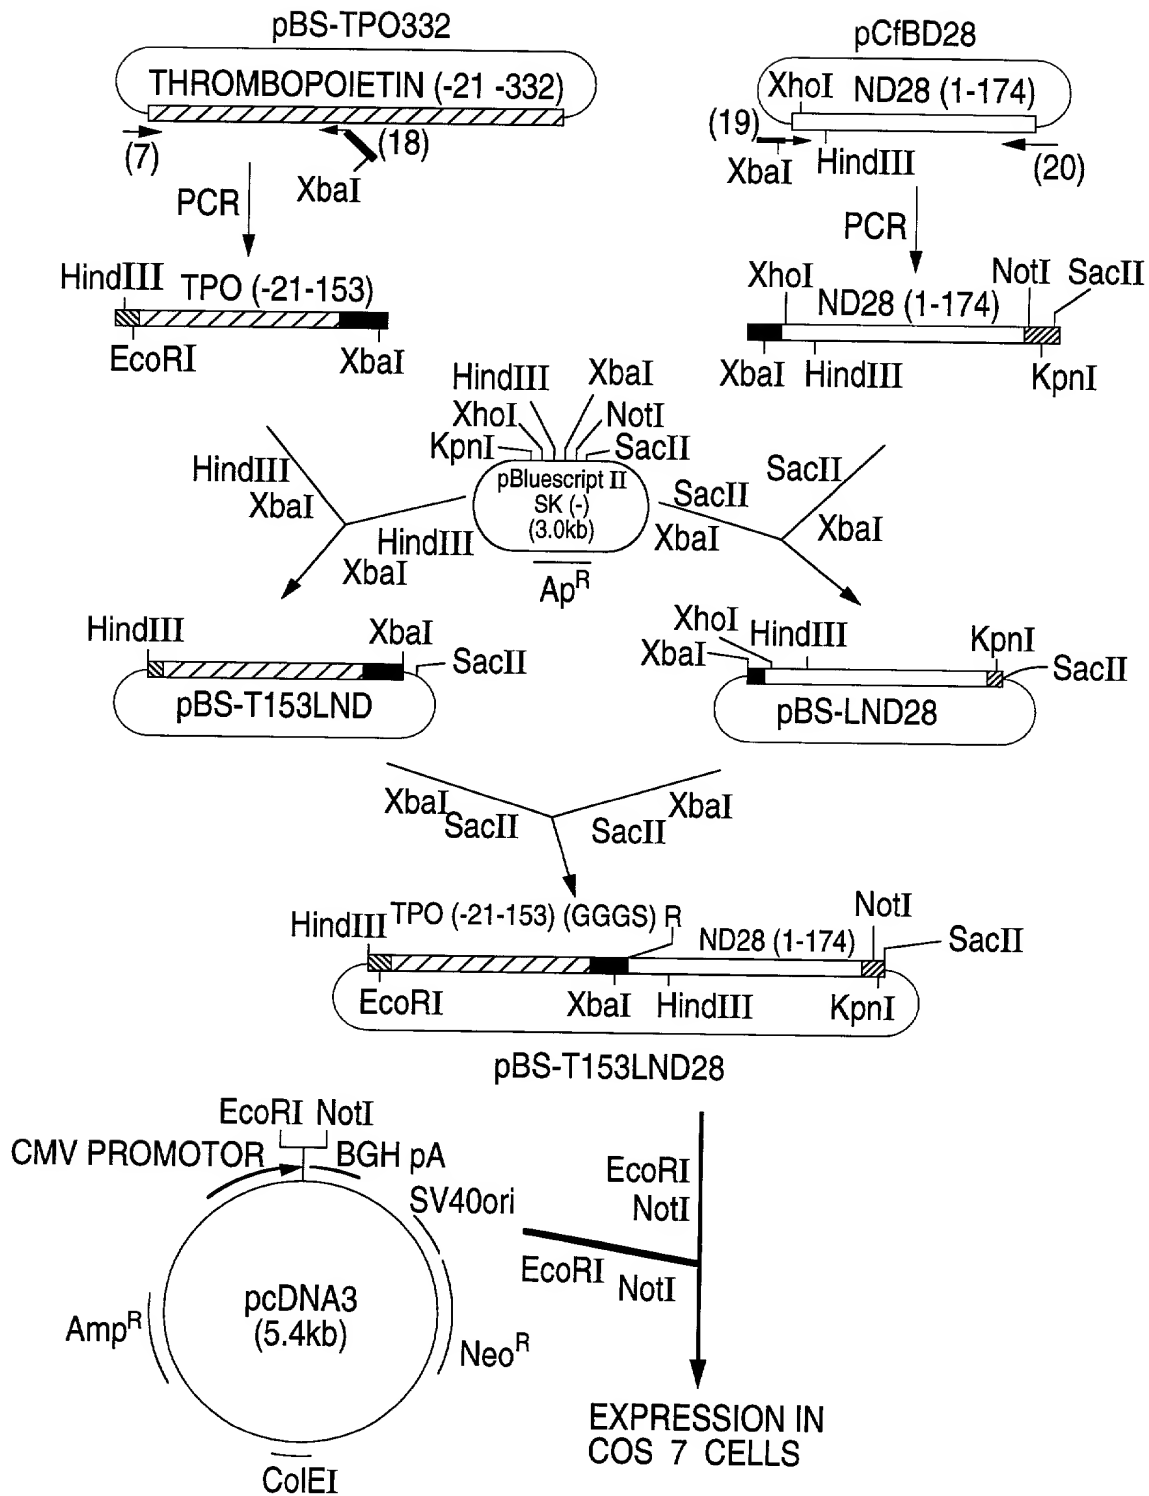 pBS-TPO332
THROMBOPOIETIN (-21 -332)
(7)
(18)
XbaI
PCR
pCfBD28
XhoI ND28 (1-174)
(19)
XbaI
HindIII
(20)
PCR
HindIII TPO (-21-153)
EcoRI
XbaI
XhoI
ND28 (1-174)
NotI
SacII
XbaI
HindIII
KpnI
HindIII
XbaI
XhoI
NotI
KpnI
SacII
pBluescript II
SK (-)
(3.0kb)
Ap^R
HindIII
XbaI
HindIII
XbaI
SacII
XbaI
SacII
XbaI
HindIII
XbaI
SacII
pBS-T153LND
XhoI
HindIII
KpnI
XbaI
SacII
pBS-LND28
XbaI
SacII
XbaI
SacII
HindIII TPO (-21-153) (GGGS) R
ND28 (1-174)
NotI
SacII
EcoRI
XbaI
HindIII
KpnI
pBS-T153LND28
EcoRI NotI
CMV PROMOTOR
BGH pA
SV40ori
pcDNA3
(5.4kb)
Amp^R
Neo^R
ColEI
EcoRI
NotI
EcoRI
NotI
EXPRESSION IN
COS 7 CELLS